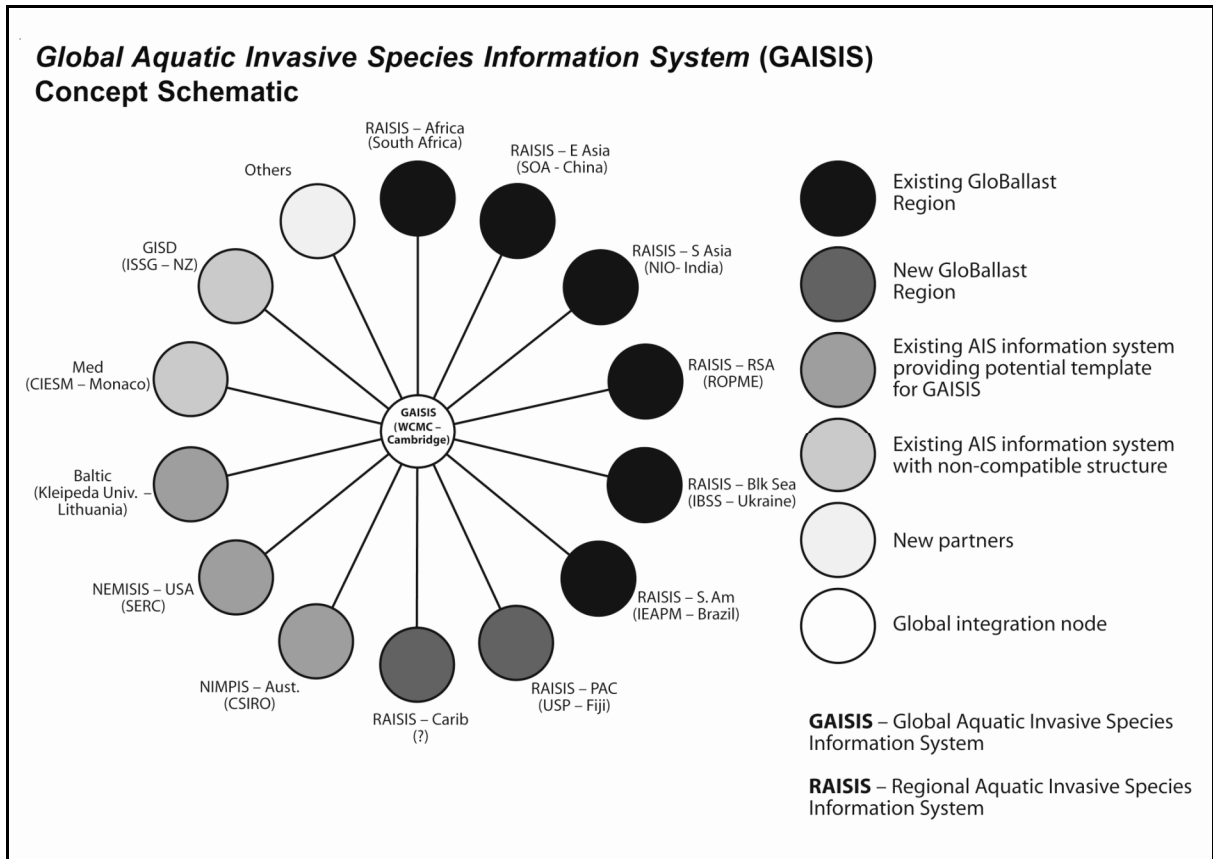 Global Aquatic Invasive Species Information System (GAISIS)
Concept Schematic
RAISIS – Africa
(South Africa)
RAISIS – E Asia
(SOA - China)
Others
RAISIS – S Asia
(NIO- India)
GISD
(ISSG – NZ)
RAISIS – RSA
(ROPME)
Med
(CIESM – Monaco)
GAISIS
(WCMC –
Cambridge)
RAISIS – Blk Sea
(IBSS – Ukraine)
Baltic
(Kleipeda Univ. –
Lithuania)
RAISIS – S. Am
(IEAPM – Brazil)
NEMISIS – USA
(SERC)
RAISIS – PAC
(USP – Fiji)
NIMPIS – Aust.
(CSIRO)
RAISIS – Carib
(?)
Existing GloBallast
Region
New GloBallast
Region
Existing AIS information system
providing potential template
for GAISIS
Existing AIS information system
with non-compatible structure
New partners
Global integration node
GAISIS – Global Aquatic Invasive Species
Information System
RAISIS – Regional Aquatic Invasive Species
Information System